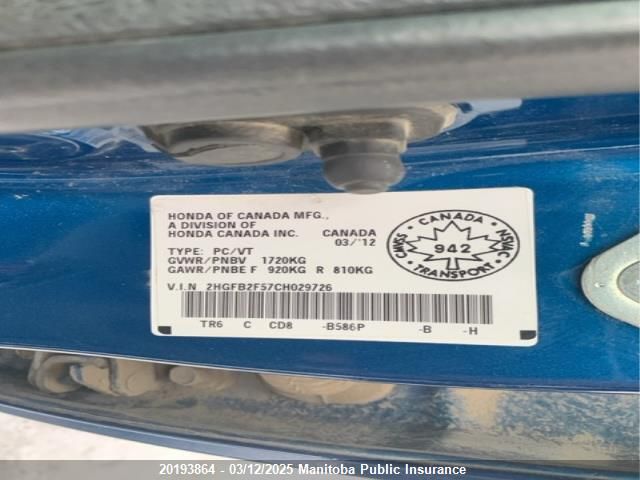 HONDA OF CANADA MFG.,
A DIVISION OF
HONDA CANADA INC. CANADA
03/'12
TYPE: PC/VT
GVWR/PNBV 1720KG
GAWR/PNBE F 920KG R 810KG
V.I.N. 2HGFB2F57CH029726
TR6 C CD8 -B586P -B -H
CANADA
CMVSS 942 NSVAC
TRANSPORT
20193864 - 03/12/2025 Manitoba Public Insurance